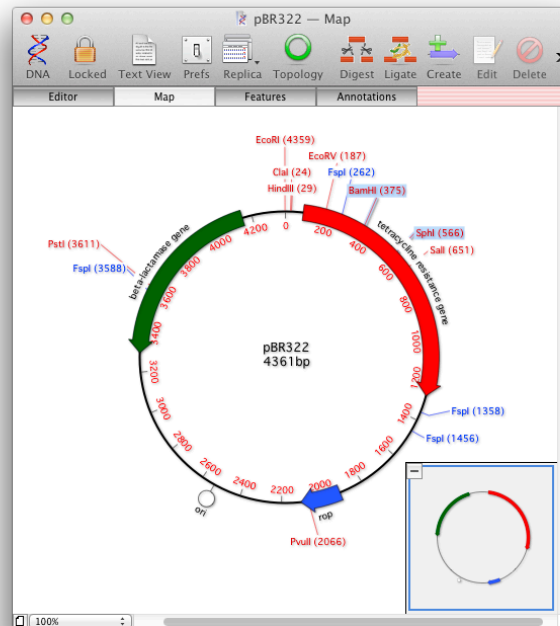 pBR322 — Map
DNA Locked Text View Prefs Replica Topology Digest Ligate Create Edit Delete
Editor Map Features Annotations
EcoRI (4359)
ClaI (24)
HindIII (29)
EcoRV (187)
FspI (262)
BamHI (375)
SphI (566)
SalI (651)
PstI (3611)
FspI (3588)
beta-lactamase gene
tetracycline resistance gene
0
200
400
600
800
1000
1200
1400
1600
1800
2000
2200
2400
2600
2800
3000
3200
3400
3600
3800
4000
4200
pBR322
4361bp
FspI (1358)
FspI (1456)
rop
ori
PvuII (2066)
100%